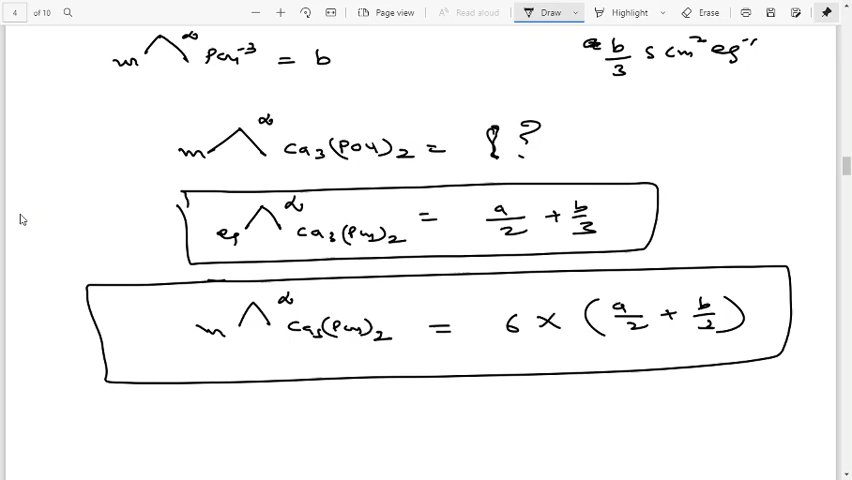 4 of 10 Page view Read aloud Draw Highlight Erase
m Λ^∞ PO4^-3 = b
b/3 S cm^2 eq^-1
m Λ^∞ Ca3(PO4)2 = ?
eq Λ^∞ Ca3(PO4)2 = a/2 + b/3
m Λ^∞ Ca3(PO4)2 = 6 × (a/2 + b/2)